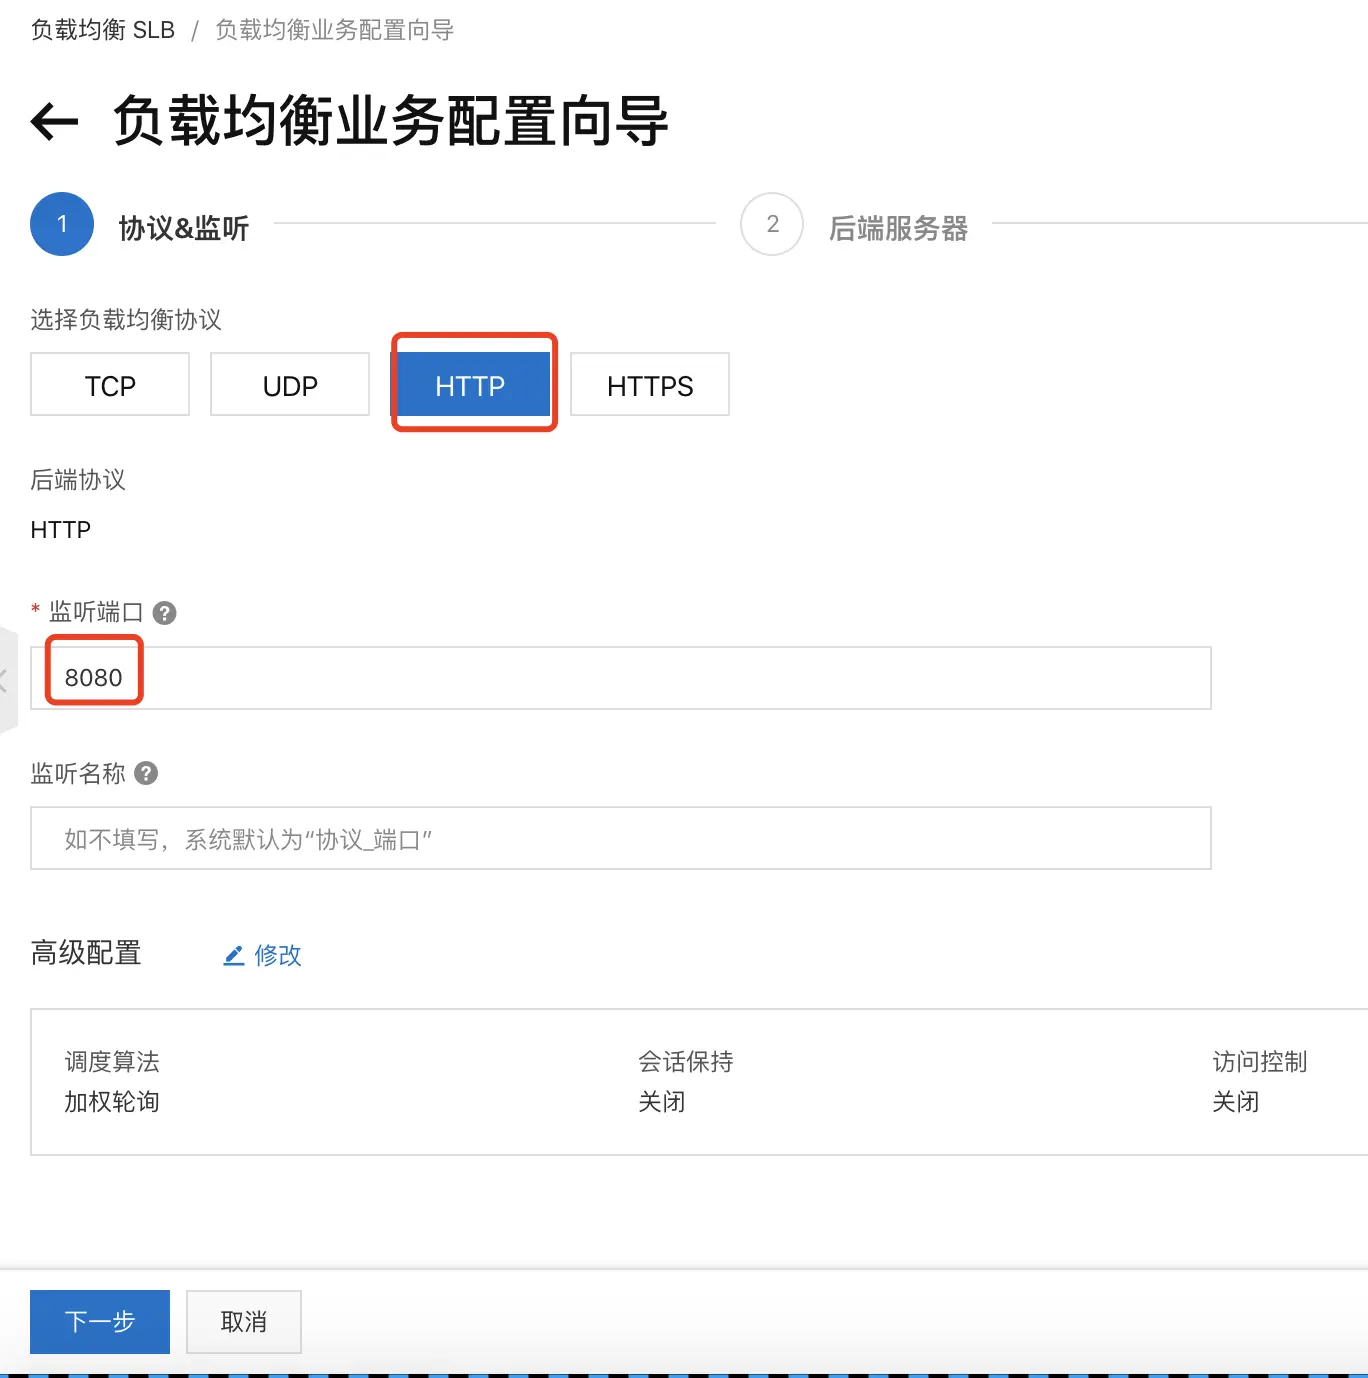 负载均衡 SLB / 负载均衡业务配置向导
负载均衡业务配置向导
1 协议&监听 2 后端服务器
选择负载均衡协议
TCP UDP HTTP HTTPS
后端协议
HTTP
* 监听端口 ?
8080
监听名称 ?
如不填写，系统默认为“协议_端口”
高级配置 修改
调度算法 会话保持 访问控制
加权轮询 关闭 关闭
下一步 取消